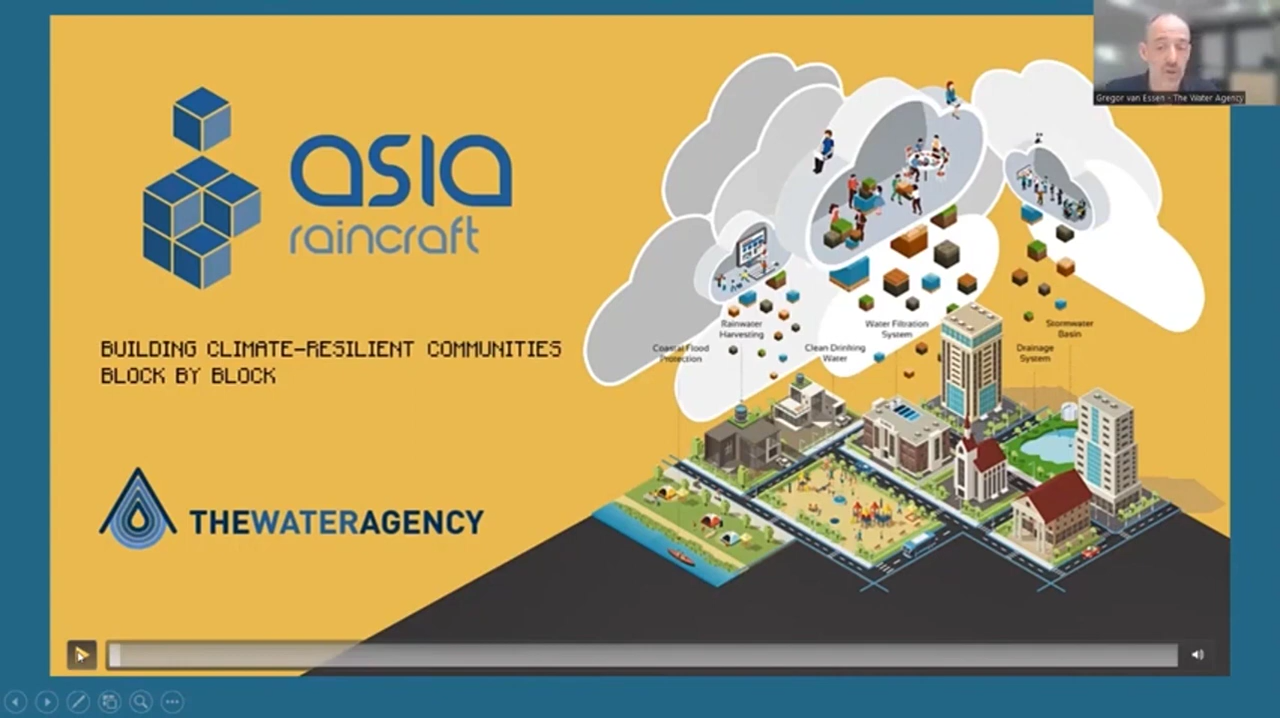 Gregor van Essen - The Water Agency
asia
raincraft
BUILDING CLIMATE-RESILIENT COMMUNITIES
BLOCK BY BLOCK
THEWATERAGENCY
Rainwater
Harvesting
Water Filtration
System
Stormwater
Basin
Coastal Flood
Protection
Clean Drinking
Water
Drainage
System